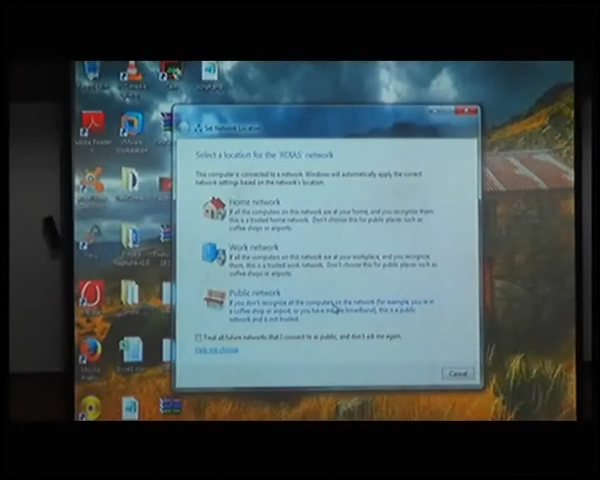 Set Network Location
Select a location for the 'RDIAS' network
This computer is connected to a network. Windows will automatically apply the correct
network settings based on the network's location.
Home network
If all the computers on this network are at your home, and you recognize them,
this is a trusted home network. Don't choose this for public places such as
coffee shops or airports.
Work network
If all the computers on this network are at your workplace, and you recognize
them, this is a trusted work network. Don't choose this for public places such as
coffee shops or airports.
Public network
If you don't recognize all the computers on the network (for example, you're in
a coffee shop or airport, or you have mobile broadband), this is a public
network and is not trusted.
Treat all future networks that I connect to as public, and don't ask me again.
Help me choose
Cancel